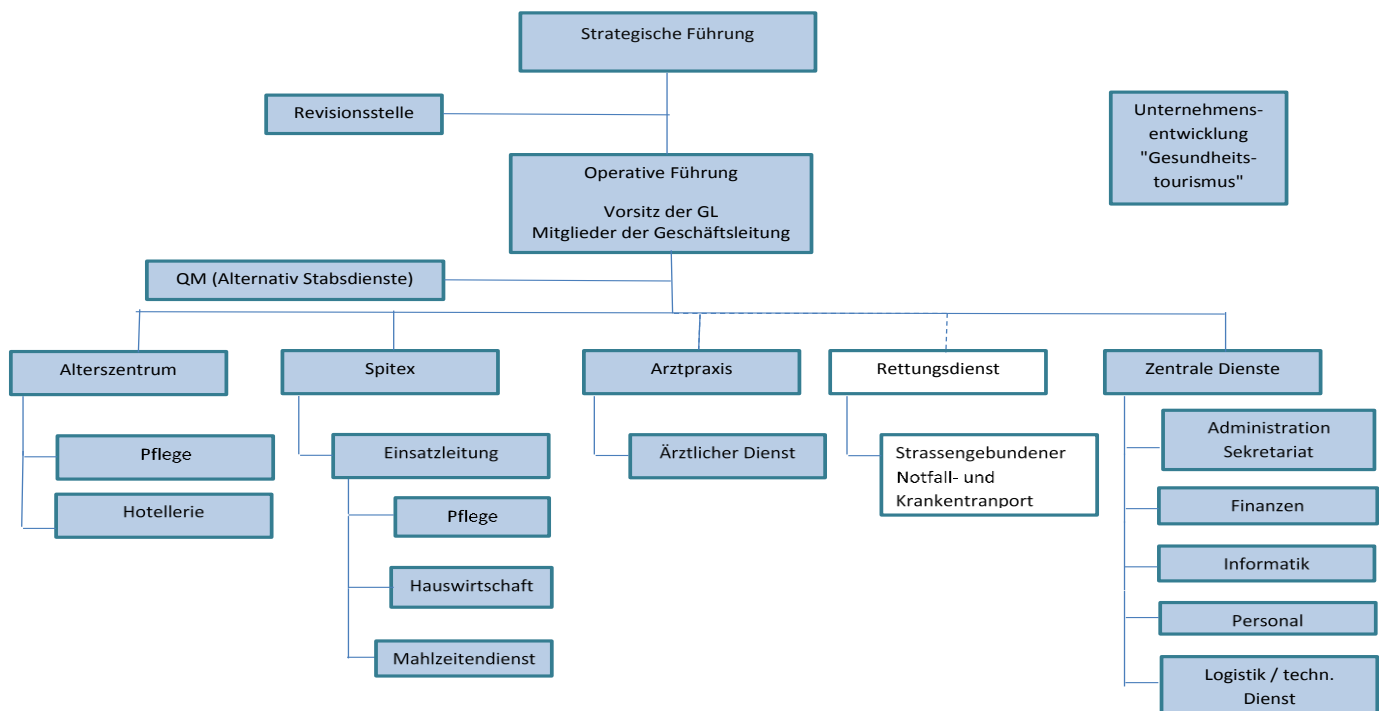 Strategische Führung
Revisionsstelle
Unternehmens-
entwicklung
"Gesundheits-
tourismus"
Operative Führung
Vorsitz der GL
Mitglieder der Geschäftsleitung
QM (Alternativ Stabsdienste)
Alterszentrum
Pflege
Hotellerie
Spitex
Einsatzleitung
Pflege
Hauswirtschaft
Mahlzeitendienst
Arztpraxis
Ärztlicher Dienst
Rettungsdienst
Strassengebundener
Notfall- und
Krankentranport
Zentrale Dienste
Administration
Sekretariat
Finanzen
Informatik
Personal
Logistik / techn.
Dienst